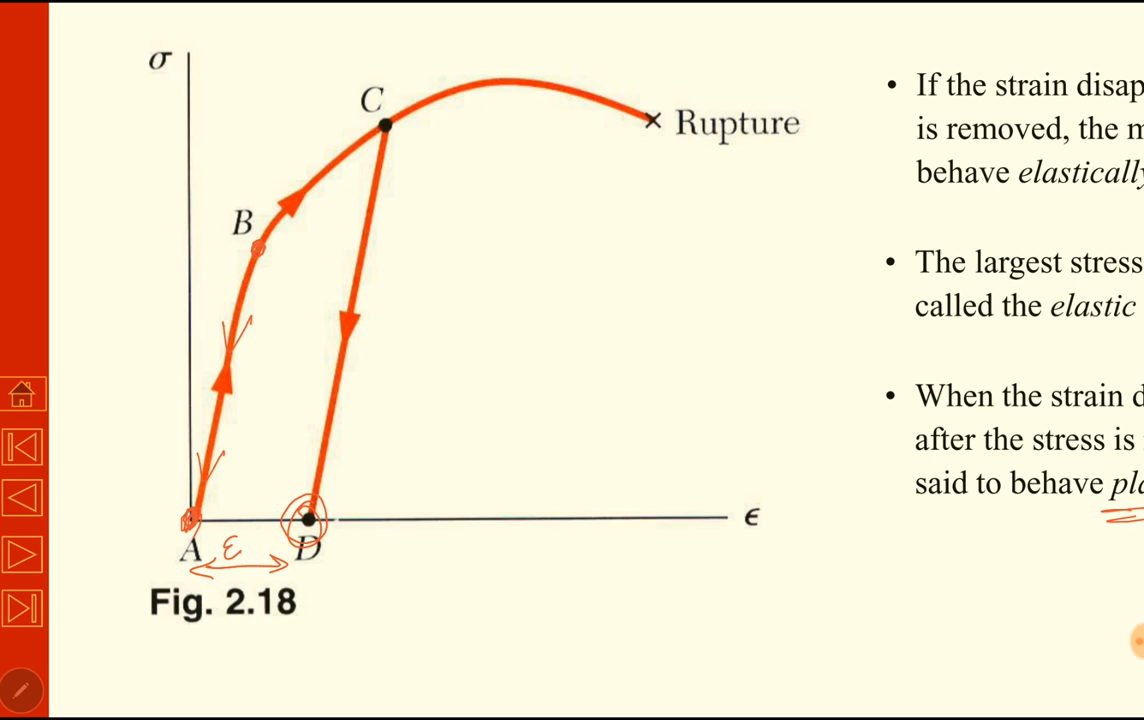 σ
C
Rupture
B
ϵ
A
ε
D
Fig. 2.18
• If the strain disap
is removed, the m
behave elastically
• The largest stress
called the elastic
• When the strain d
after the stress is
said to behave pla